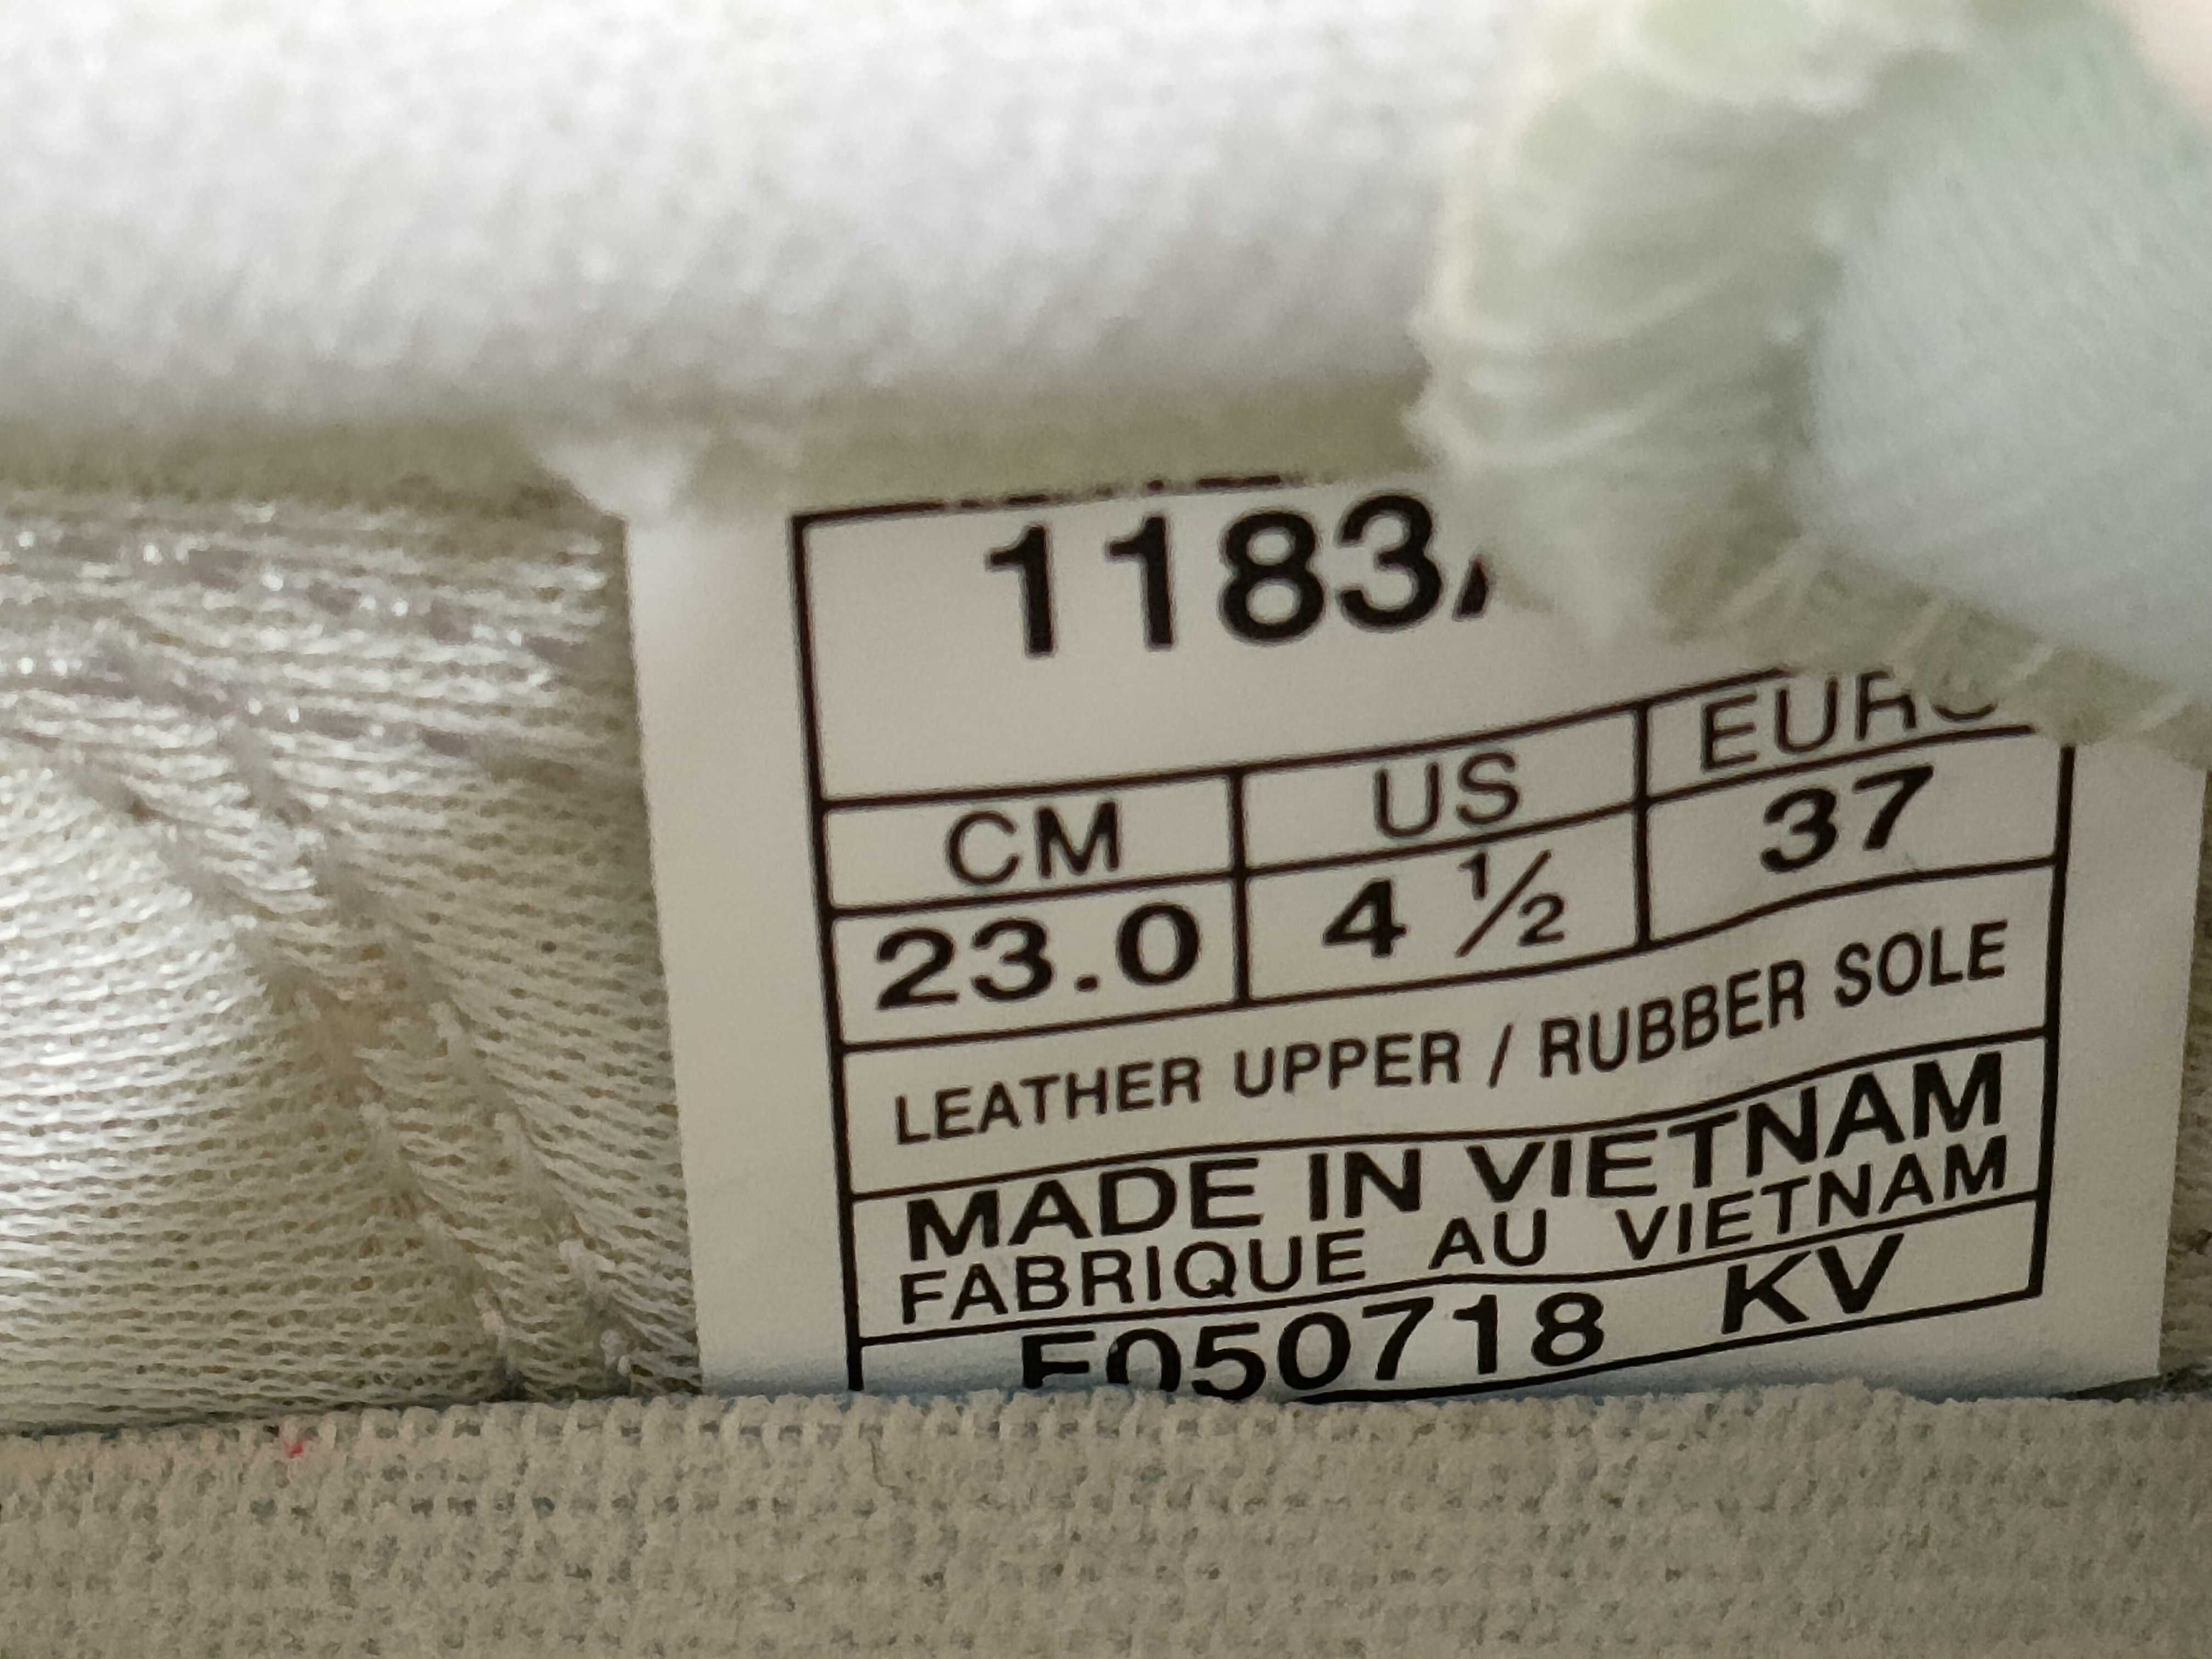 1183
CM US EURO
23.0 4 ½ 37
LEATHER UPPER / RUBBER SOLE
MADE IN VIETNAM
FABRIQUE AU VIETNAM
F050718 KV